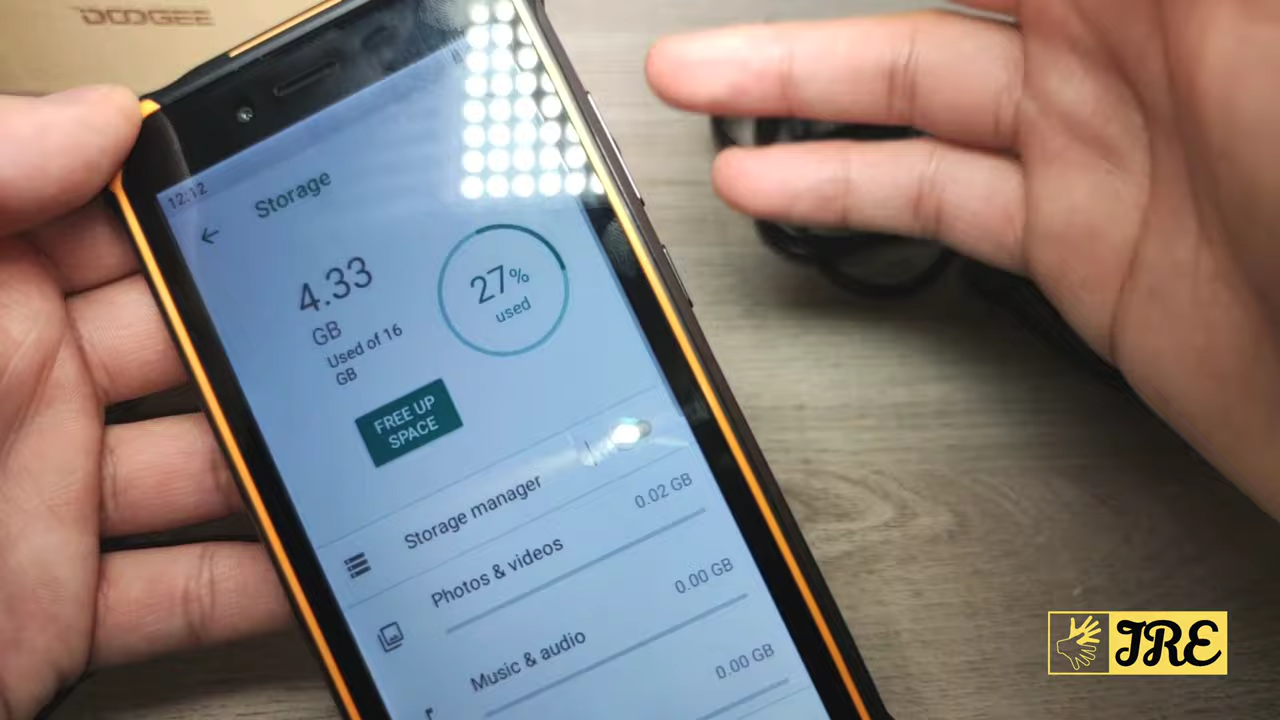 DOOGEE
12:12
Storage
4.33
GB
Used of 16
GB
27%
used
FREE UP
SPACE
Storage manager
Photos & videos
0.02 GB
Music & audio
0.00 GB
0.00 GB
JRE